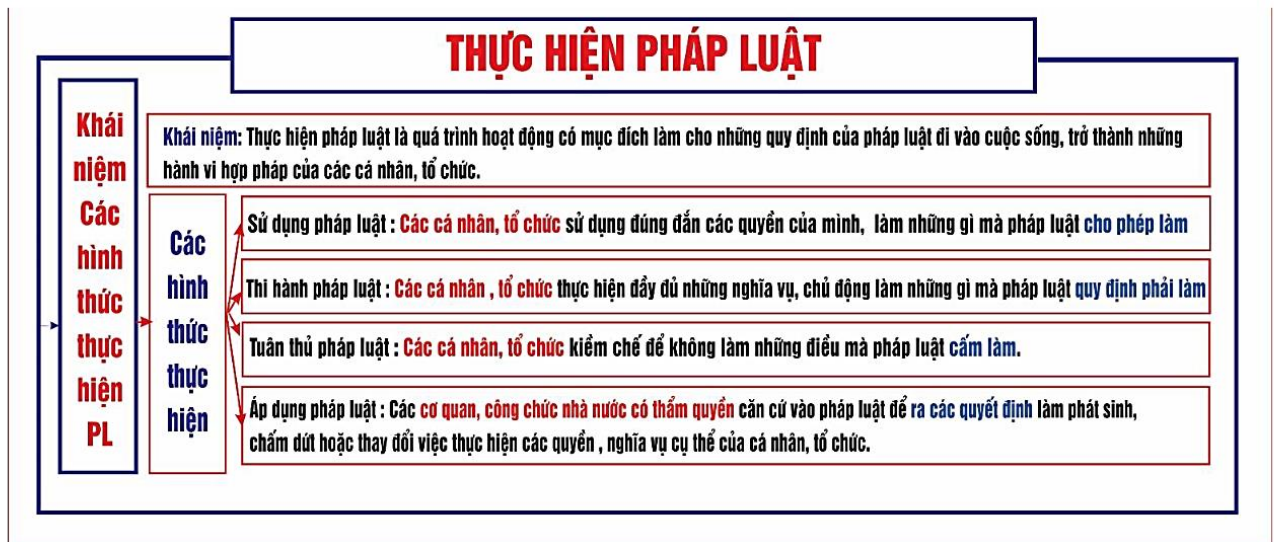 THỰC HIỆN PHÁP LUẬT
Khái
niệm
Các
hình
thức
thực
hiện
PL
Khái niệm: Thực hiện pháp luật là quá trình hoạt động có mục đích làm cho những quy định của pháp luật đi vào cuộc sống, trở thành những
hành vi hợp pháp của các cá nhân, tổ chức.
Các
hình
thức
thực
hiện
Sử dụng pháp luật : Các cá nhân, tổ chức sử dụng đúng đắn các quyền của mình, làm những gì mà pháp luật cho phép làm
Thi hành pháp luật : Các cá nhân , tổ chức thực hiện đầy đủ những nghĩa vụ, chủ động làm những gì mà pháp luật quy định phải làm
Tuân thủ pháp luật : Các cá nhân, tổ chức kiềm chế để không làm những điều mà pháp luật cấm làm.
Áp dụng pháp luật : Các cơ quan, công chức nhà nước có thẩm quyền căn cứ vào pháp luật để ra các quyết định làm phát sinh,
chấm dứt hoặc thay đổi việc thực hiện các quyền , nghĩa vụ cụ thể của cá nhân, tổ chức.